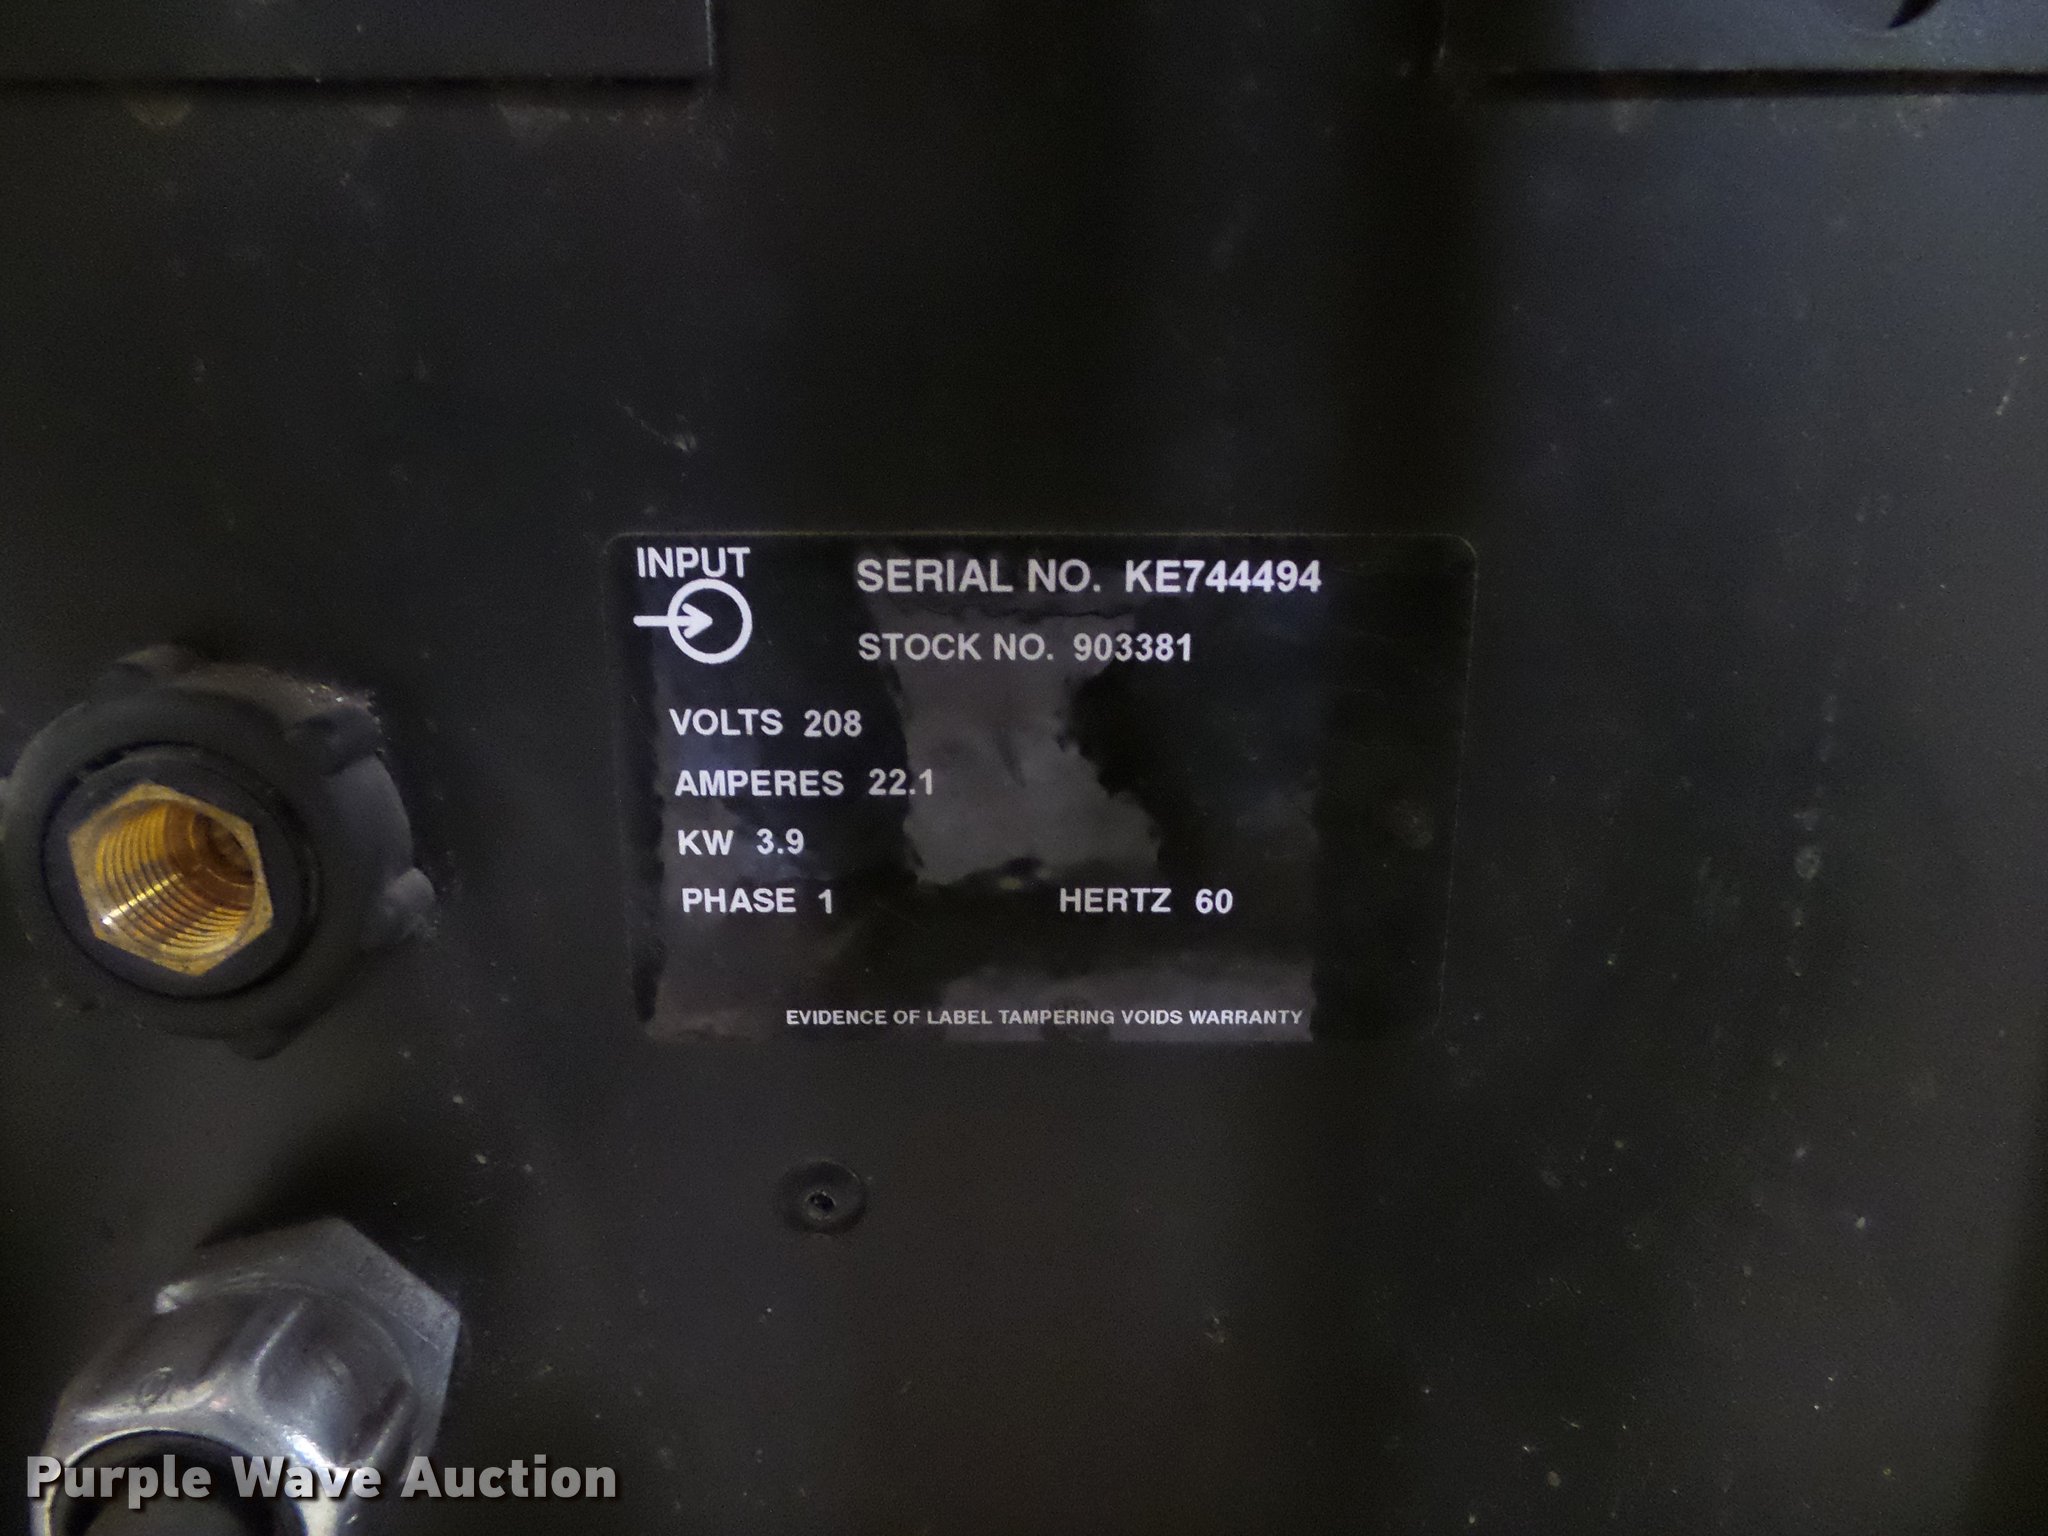 INPUT
SERIAL NO. KE744494
STOCK NO. 903381
VOLTS 208
AMPERES 22.1
KW 3.9
PHASE 1 HERTZ 60
EVIDENCE OF LABEL TAMPERING VOIDS WARRANTY
Purple Wave Auction